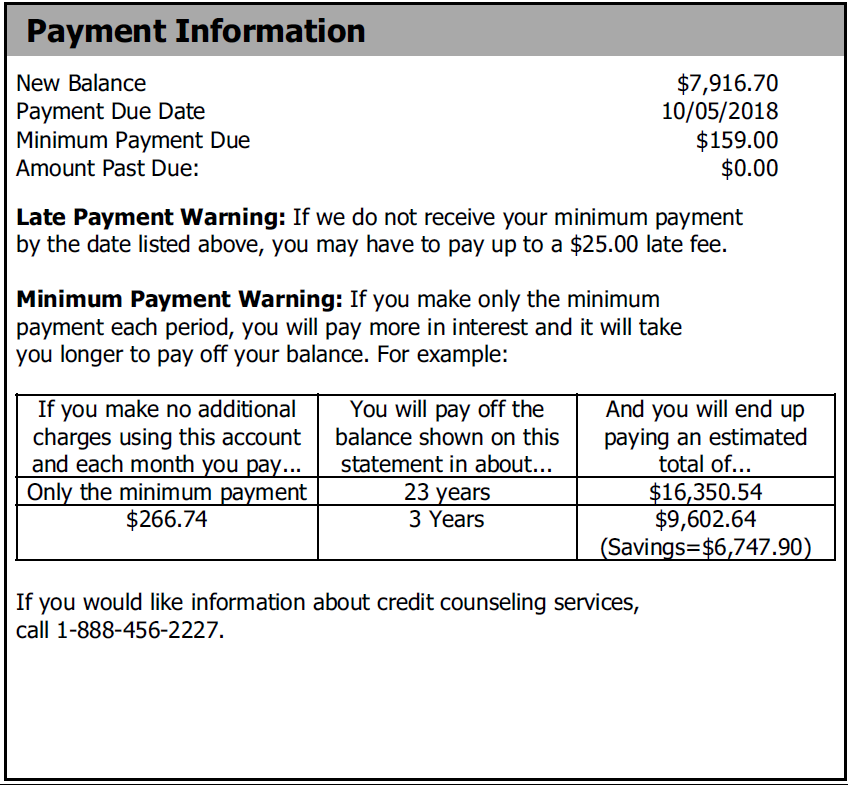 Payment Information
New Balance $7,916.70
Payment Due Date 10/05/2018
Minimum Payment Due $159.00
Amount Past Due: $0.00
Late Payment Warning: If we do not receive your minimum payment
by the date listed above, you may have to pay up to a $25.00 late fee.
Minimum Payment Warning: If you make only the minimum
payment each period, you will pay more in interest and it will take
you longer to pay off your balance. For example:
If you make no additional You will pay off the And you will end up
charges using this account balance shown on this paying an estimated
and each month you pay... statement in about... total of...
Only the minimum payment 23 years $16,350.54
$266.74 3 Years $9,602.64
(Savings=$6,747.90)
If you would like information about credit counseling services,
call 1-888-456-2227.